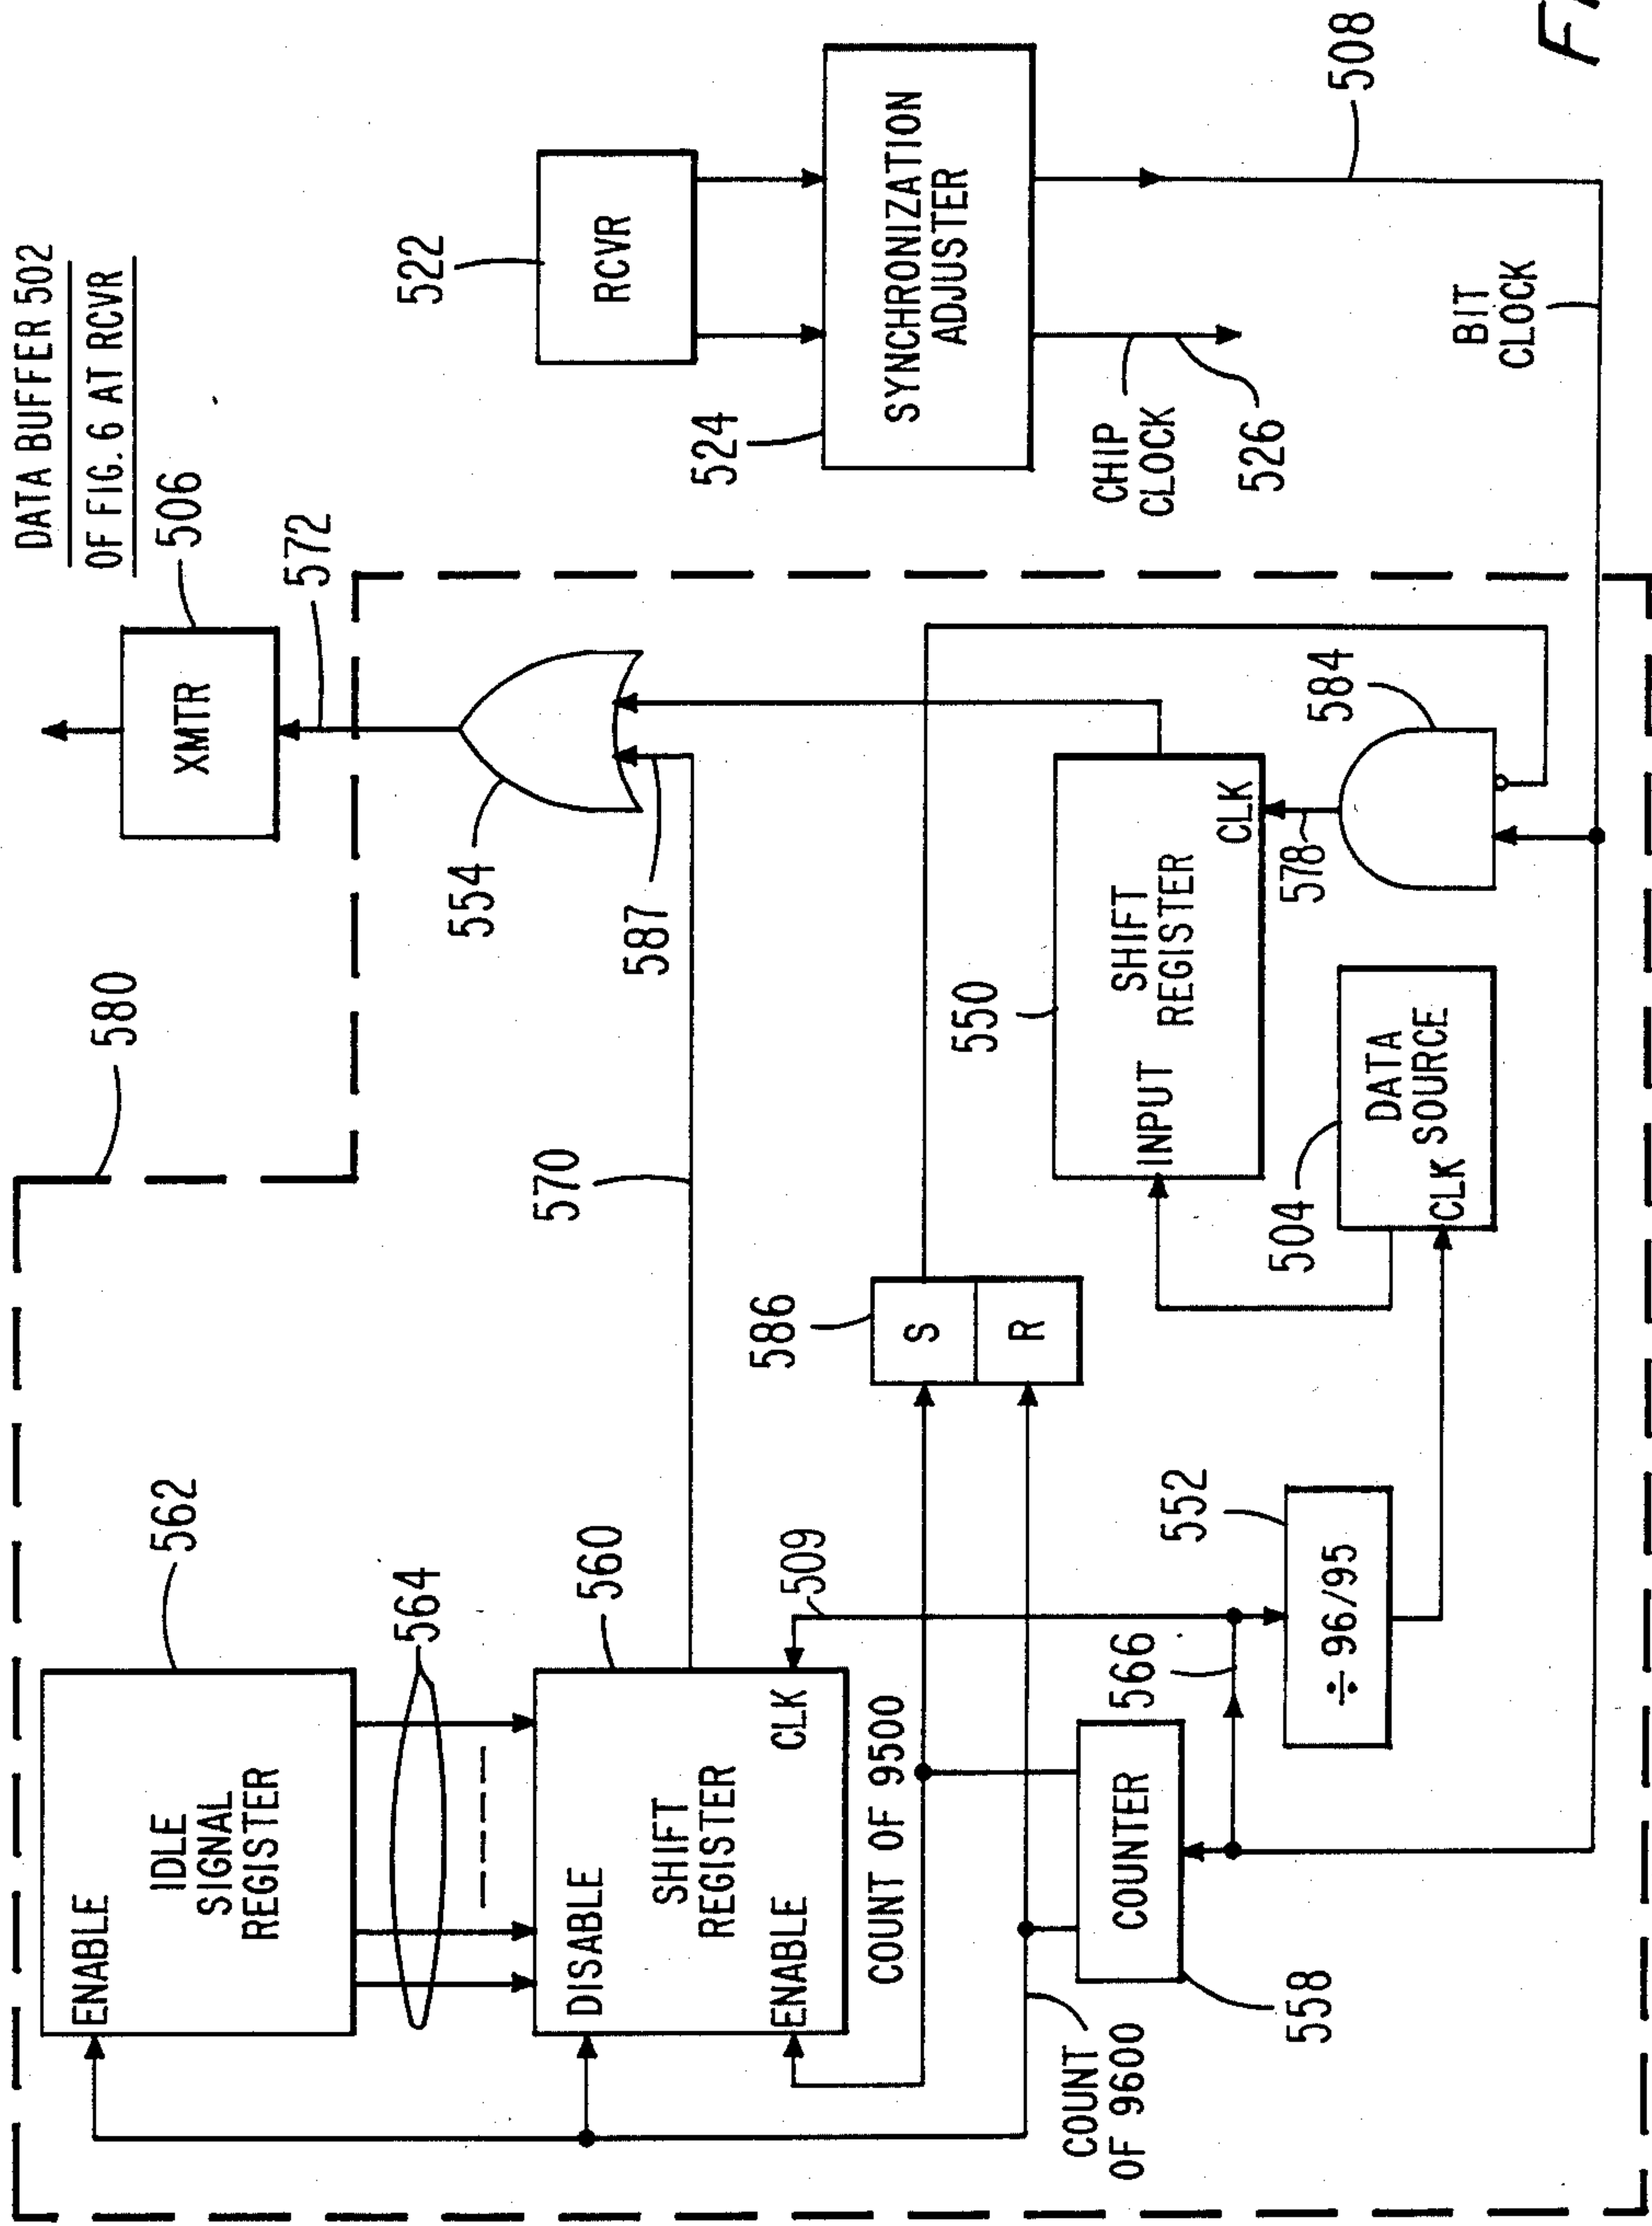 DATA BUFFER 502
OF FIG. 6 AT RCVR
580
562
ENABLE
IDLE
SIGNAL
REGISTER
564
560
DISABLE
SHIFT
REGISTER
ENABLE
CLK
509
570
587
554
572
506
XMTR
522
RCVR
524
SYNCHRONIZATION
ADJUSTER
CHIP
CLOCK
526
508
BIT
CLOCK
COUNT OF 9500
586
S
R
COUNT
OF 9600
COUNTER
558
566
552
÷ 96/95
550
INPUT
SHIFT
REGISTER
CLK
578
584
504
DATA
SOURCE
CLK